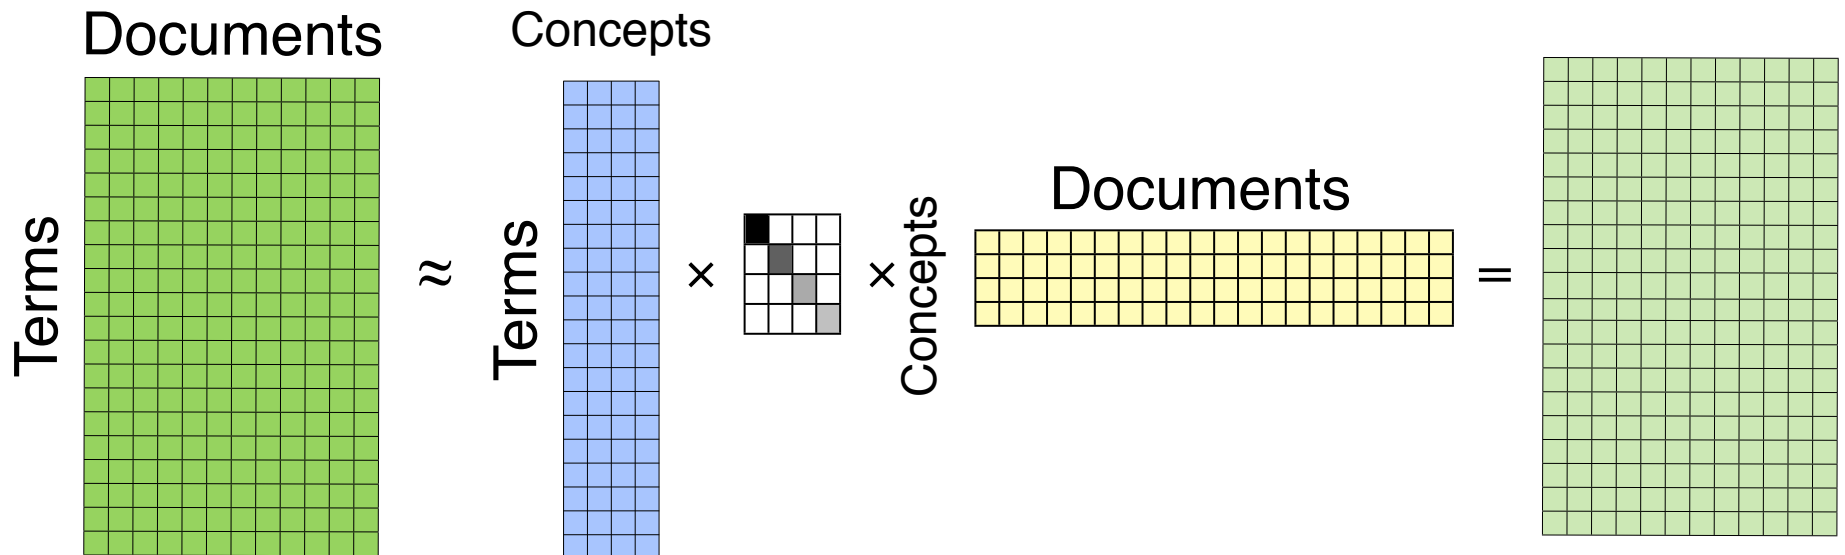 Documents
Concepts
Terms
≈
Terms
×
×
Concepts
Documents
=